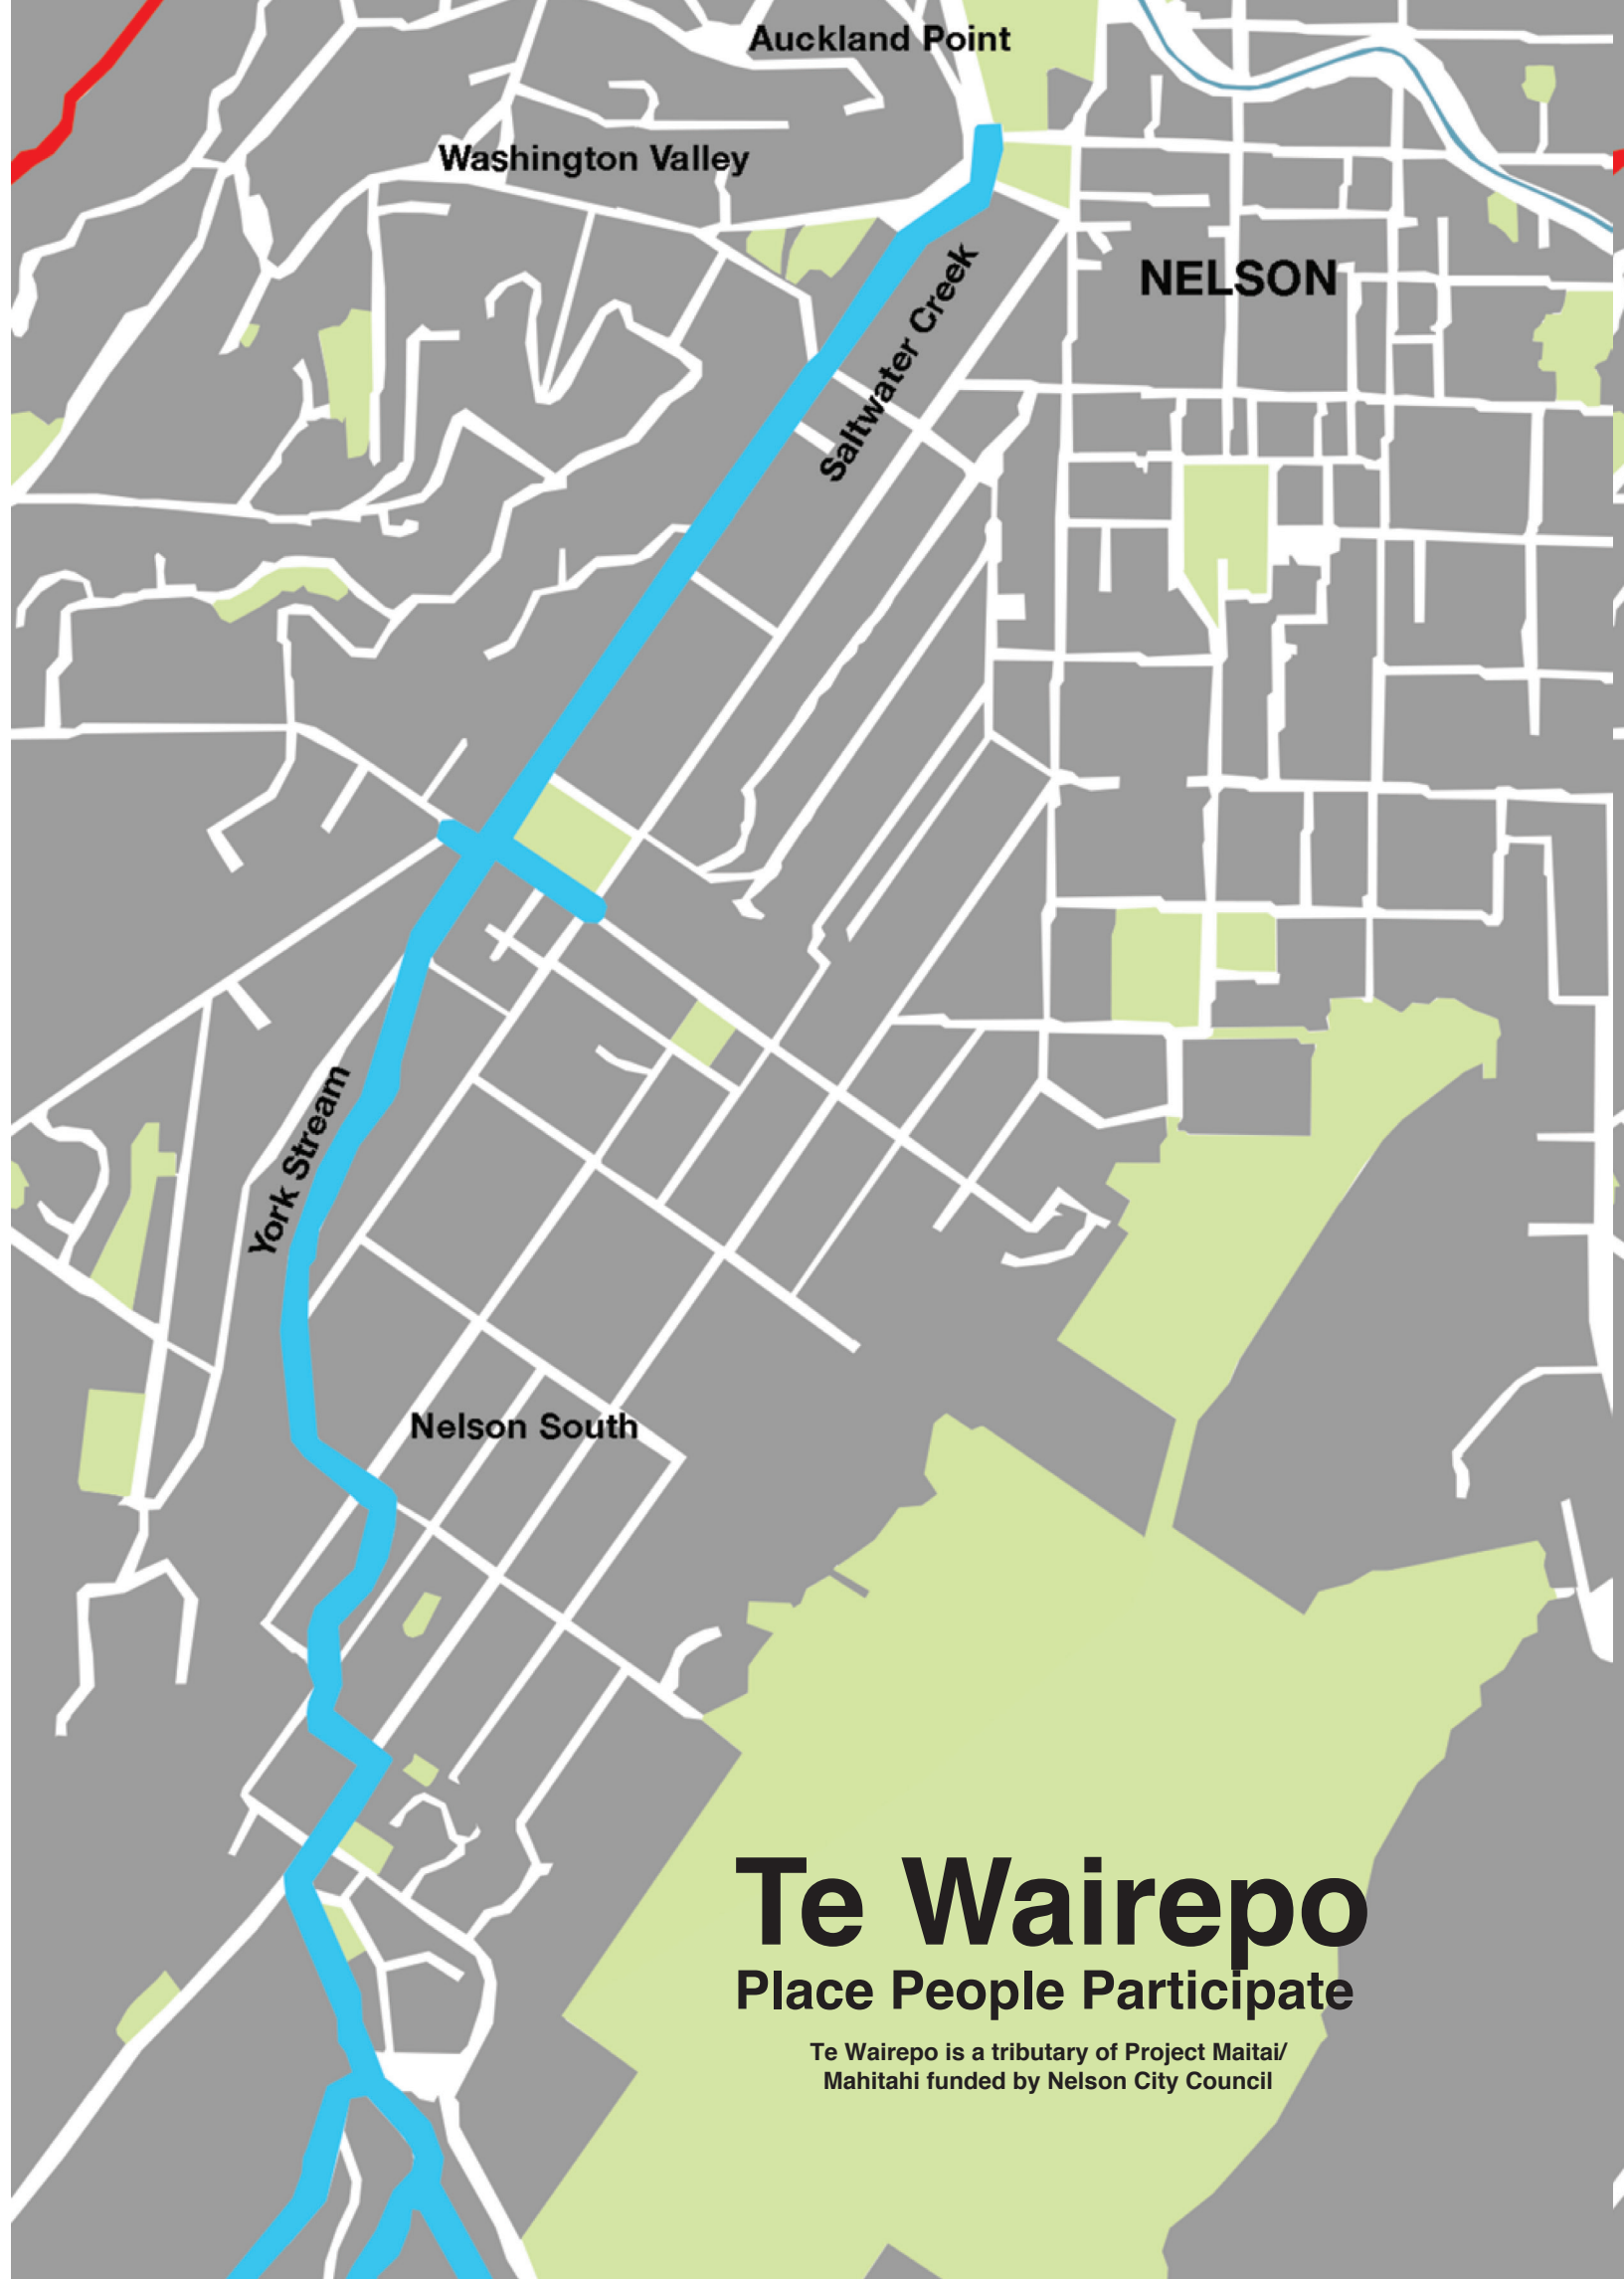 Auckland Point
Washington Valley
NELSON
Saltwater Creek
York Stream
Nelson South
Te Wairepo
Place People Participate
Te Wairepo is a tributary of Project Maitai/
Mahitahi funded by Nelson City Council